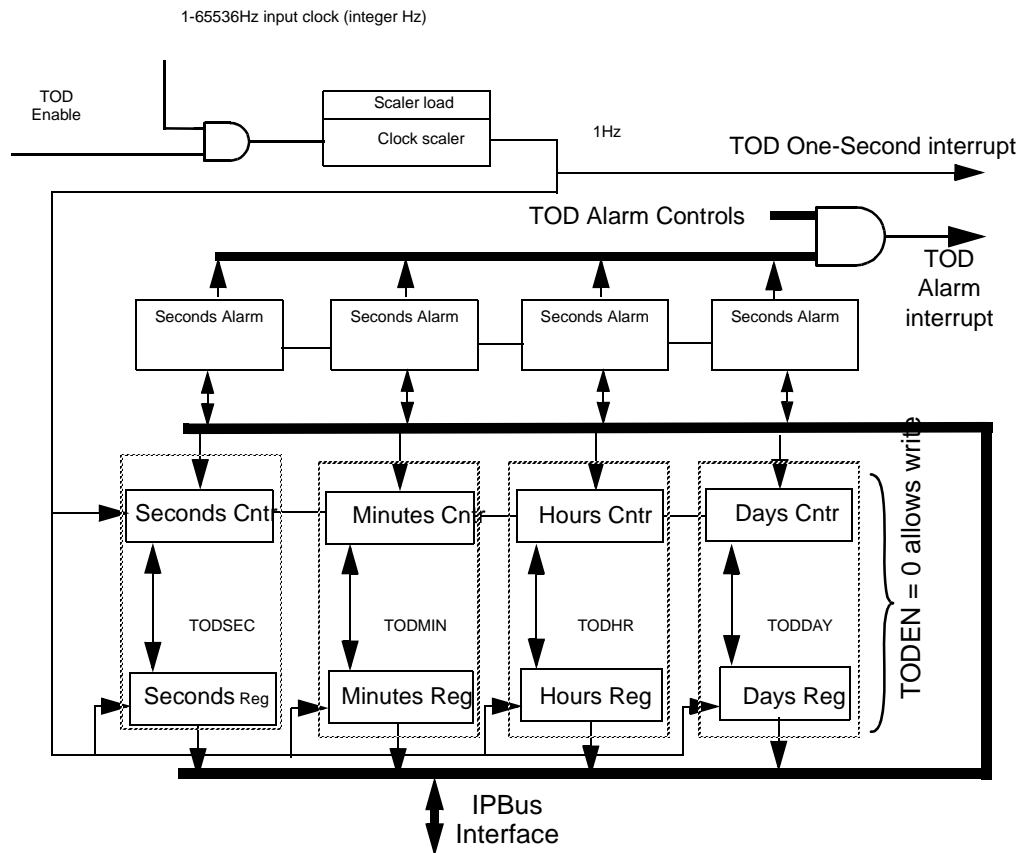 1-65536Hz input clock (integer Hz)
TOD
Enable
Scaler load
Clock scaler
1Hz
TOD One-Second interrupt
TOD Alarm Controls
TOD
Alarm
interrupt
Seconds Alarm
Seconds Alarm
Seconds Alarm
Seconds Alarm
Seconds Cntr
Minutes Cntr
Hours Cntr
Days Cntr
TODSEC
TODMIN
TODHR
TODDAY
Seconds Reg
Minutes Reg
Hours Reg
Days Reg
TODEN = 0 allows write
IPBus
Interface